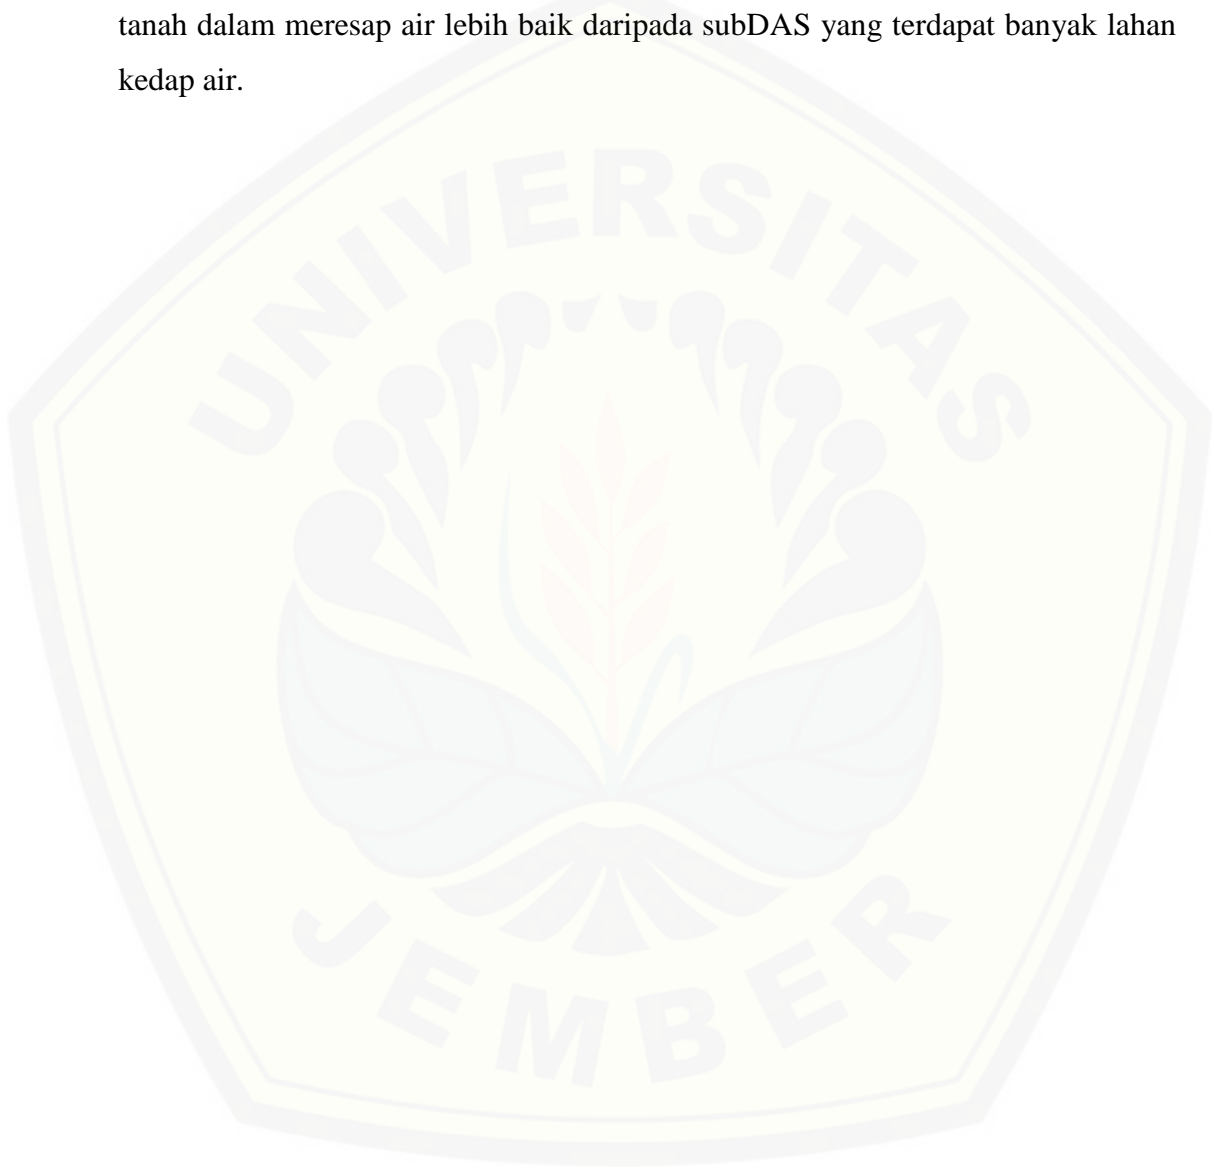 tanah dalam meresap air lebih baik daripada subDAS yang terdapat banyak lahan
kedap air.
UNIVERSITAS
JEMBER